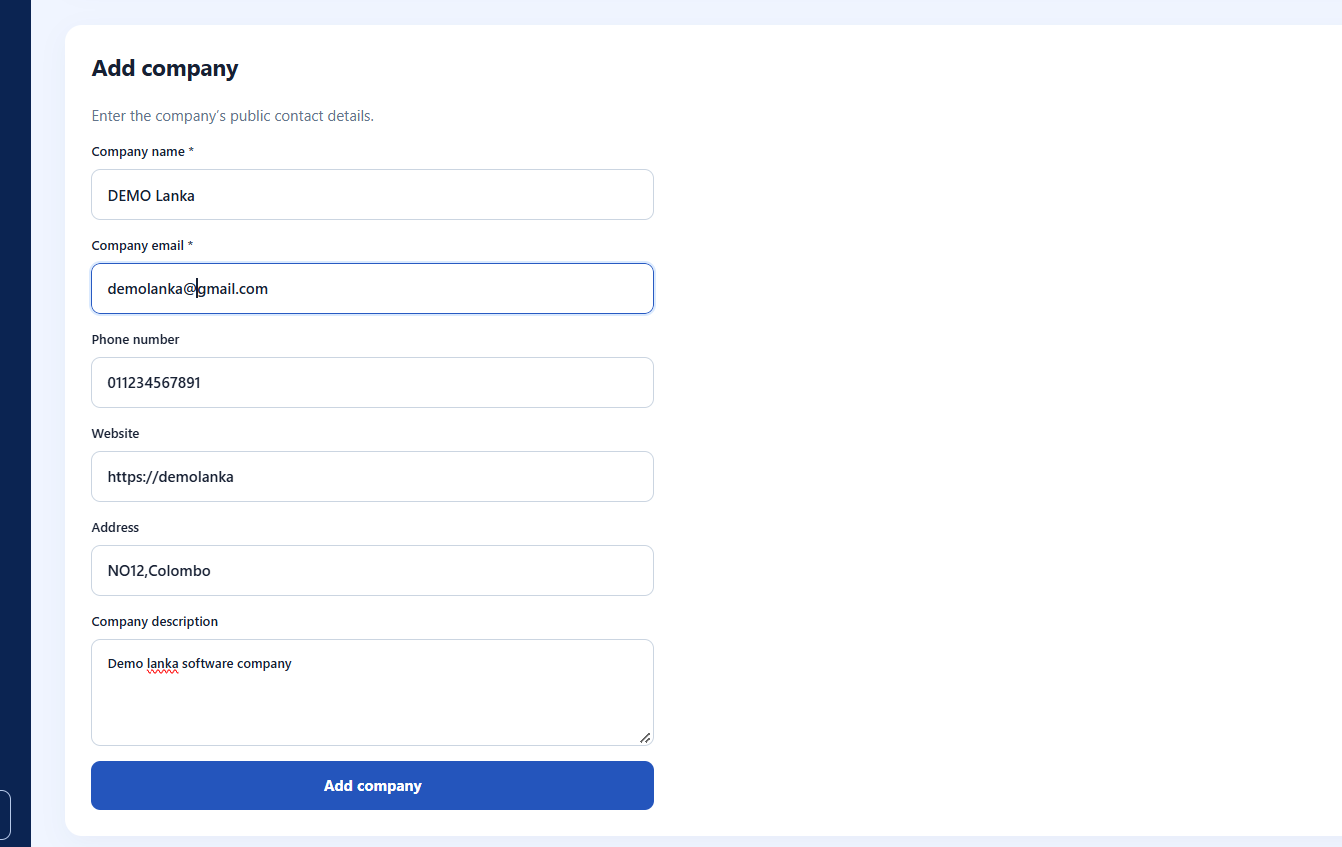 Add company
Enter the company's public contact details.
Company name *
DEMO Lanka
Company email *
demolanka@gmail.com
Phone number
011234567891
Website
https://demolanka
Address
NO12,Colombo
Company description
Demo lanka software company
Add company